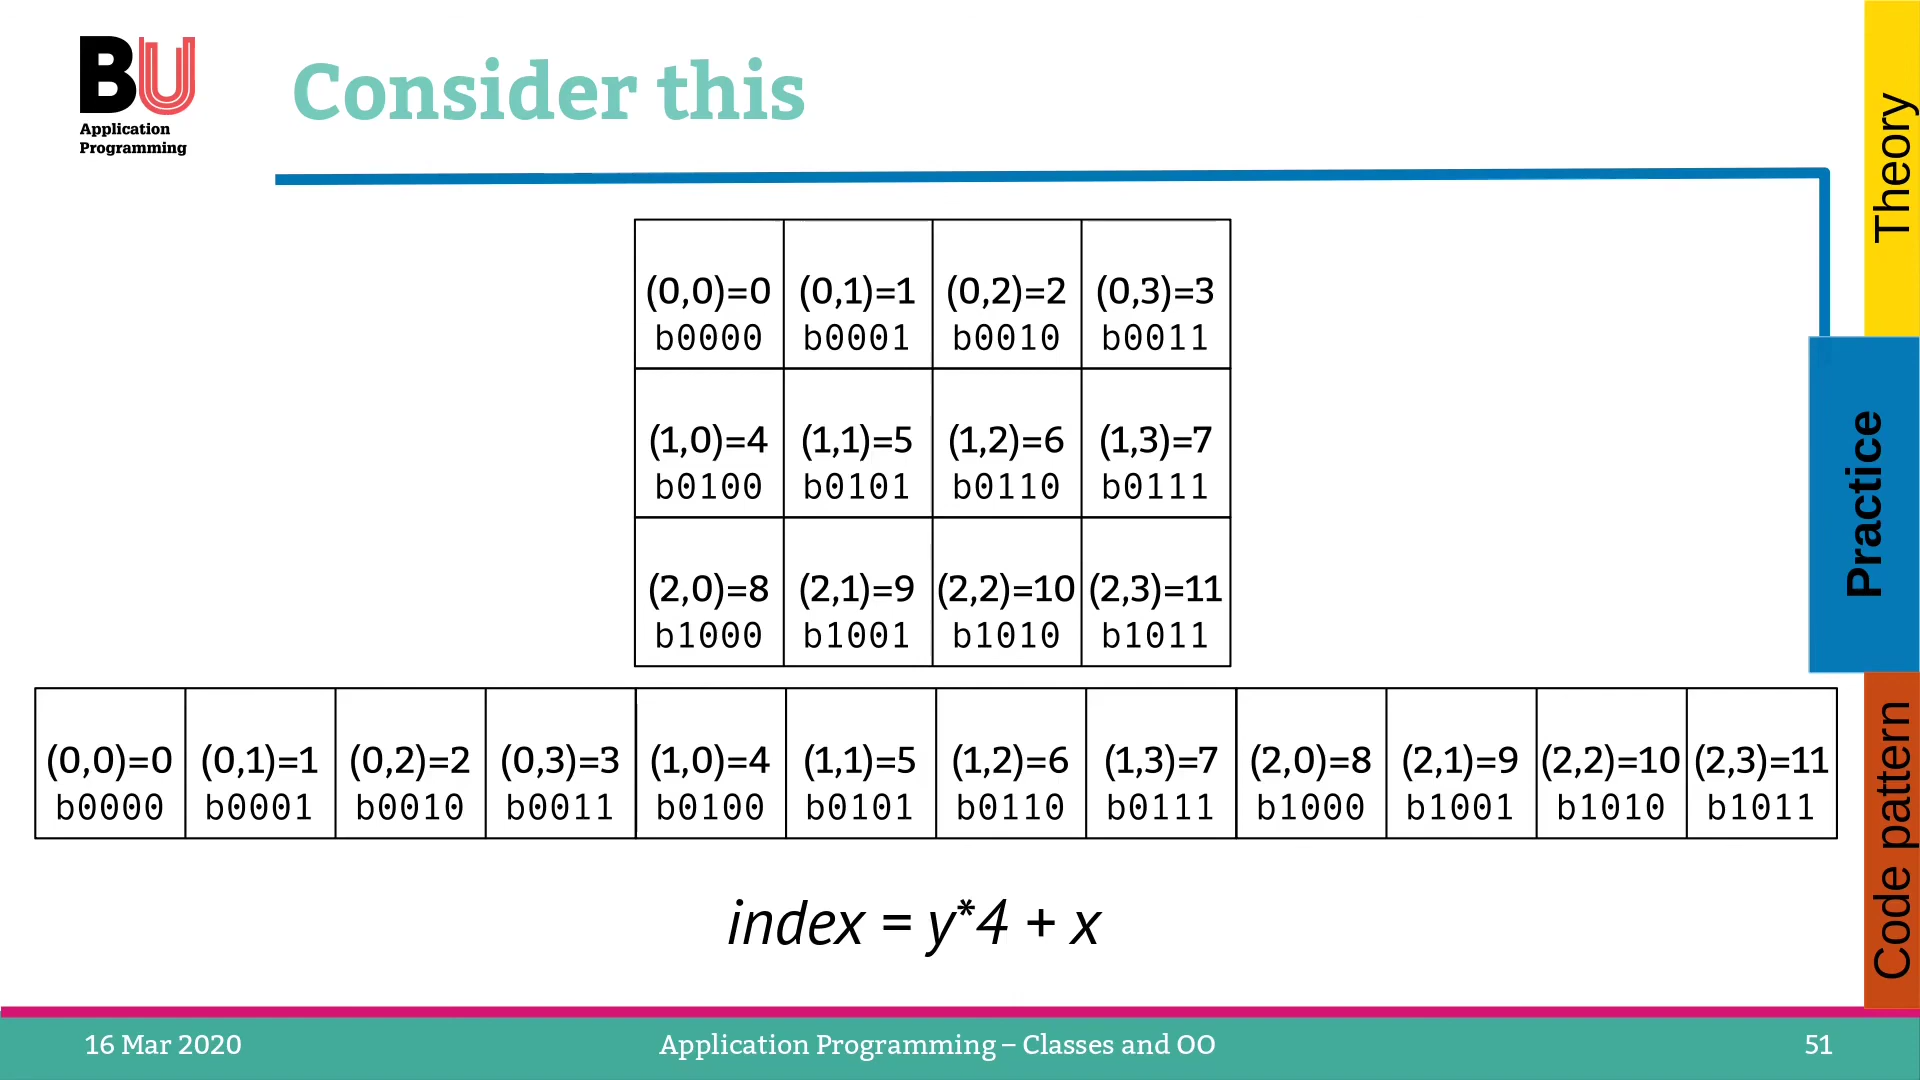 BU
Application
Programming
Consider this
(0,0)=0 (0,1)=1 (0,2)=2 (0,3)=3
b0000 b0001 b0010 b0011
(1,0)=4 (1,1)=5 (1,2)=6 (1,3)=7
b0100 b0101 b0110 b0111
(2,0)=8 (2,1)=9 (2,2)=10 (2,3)=11
b1000 b1001 b1010 b1011
(0,0)=0 (0,1)=1 (0,2)=2 (0,3)=3 (1,0)=4 (1,1)=5 (1,2)=6 (1,3)=7 (2,0)=8 (2,1)=9 (2,2)=10 (2,3)=11
b0000 b0001 b0010 b0011 b0100 b0101 b0110 b0111 b1000 b1001 b1010 b1011
index = y*4 + x
Theory
Practice
Code pattern
16 Mar 2020
Application Programming – Classes and OO
51